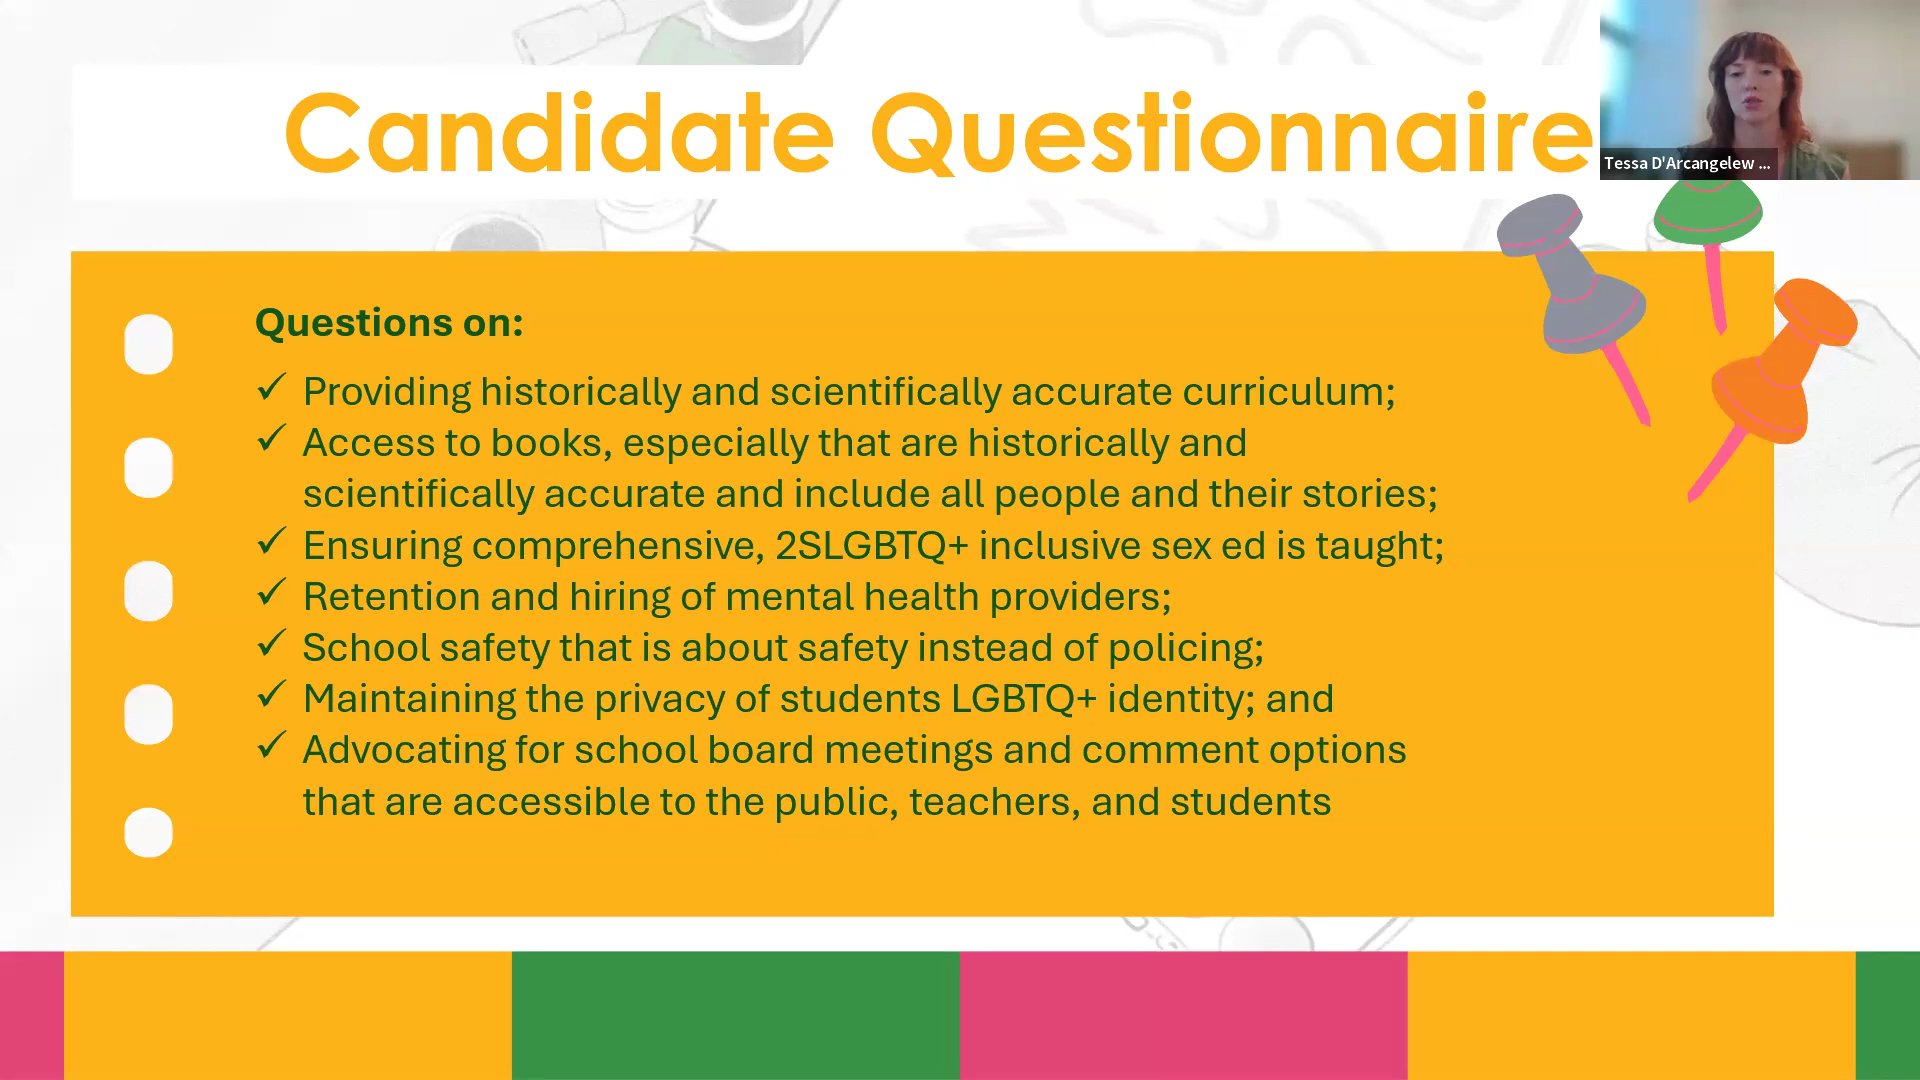 Candidate Questionnaire
Tessa D'Arcangelew ...
Questions on:
✓ Providing historically and scientifically accurate curriculum;
✓ Access to books, especially that are historically and
scientifically accurate and include all people and their stories;
✓ Ensuring comprehensive, 2SLGBTQ+ inclusive sex ed is taught;
✓ Retention and hiring of mental health providers;
✓ School safety that is about safety instead of policing;
✓ Maintaining the privacy of students LGBTQ+ identity; and
✓ Advocating for school board meetings and comment options
that are accessible to the public, teachers, and students